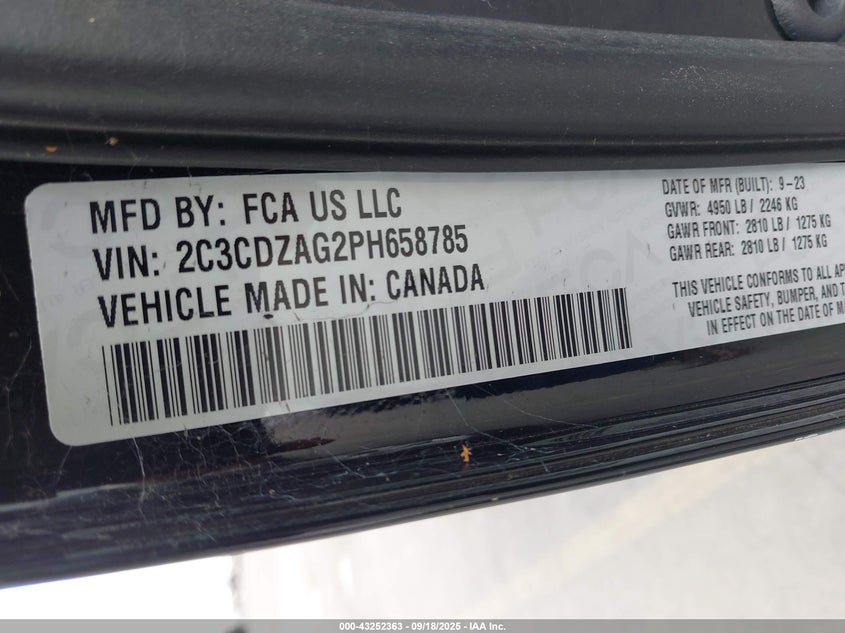 MFD BY: FCA US LLC
VIN: 2C3CDZAG2PH658785
VEHICLE MADE IN: CANADA
DATE OF MFR (BUILT): 9-23
GVWR: 4950 LB / 2246 KG
GAWR FRONT: 2810 LB / 1275 KG
GAWR REAR: 2810 LB / 1275 KG
THIS VEHICLE CONFORMS TO ALL AP
VEHICLE SAFETY, BUMPER, AND T
IN EFFECT ON THE DATE OF M
000-43252363 - 09/18/2025 - IAA Inc.